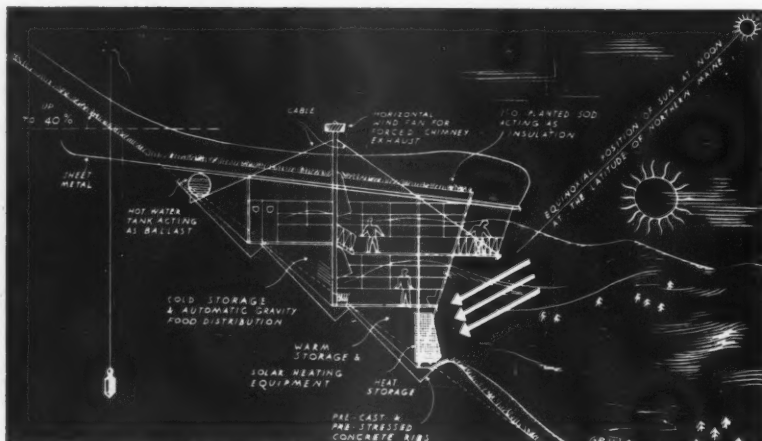 UP
TO 40%
SHEET
METAL
HOT WATER
TANK ACTING
AS BALLAST
CABLE
HORIZONTAL
WIND FAN FOR
FORCED CHIMNEY
EXHAUST
PLANTED SOD
ACTING AS
INSULATION
EQUINOXIAL POSITION OF SUN AT NOON
AT THE LATITUDE OF NORTHERN MAINE
COLD STORAGE
& AUTOMATIC GRAVITY
FOOD DISTRIBUTION
WARM
STORAGE &
SOLAR HEATING
EQUIPMENT
HEAT
STORAGE
PRE-CAST &
PRE-STRESSED
CONCRETE RIBS